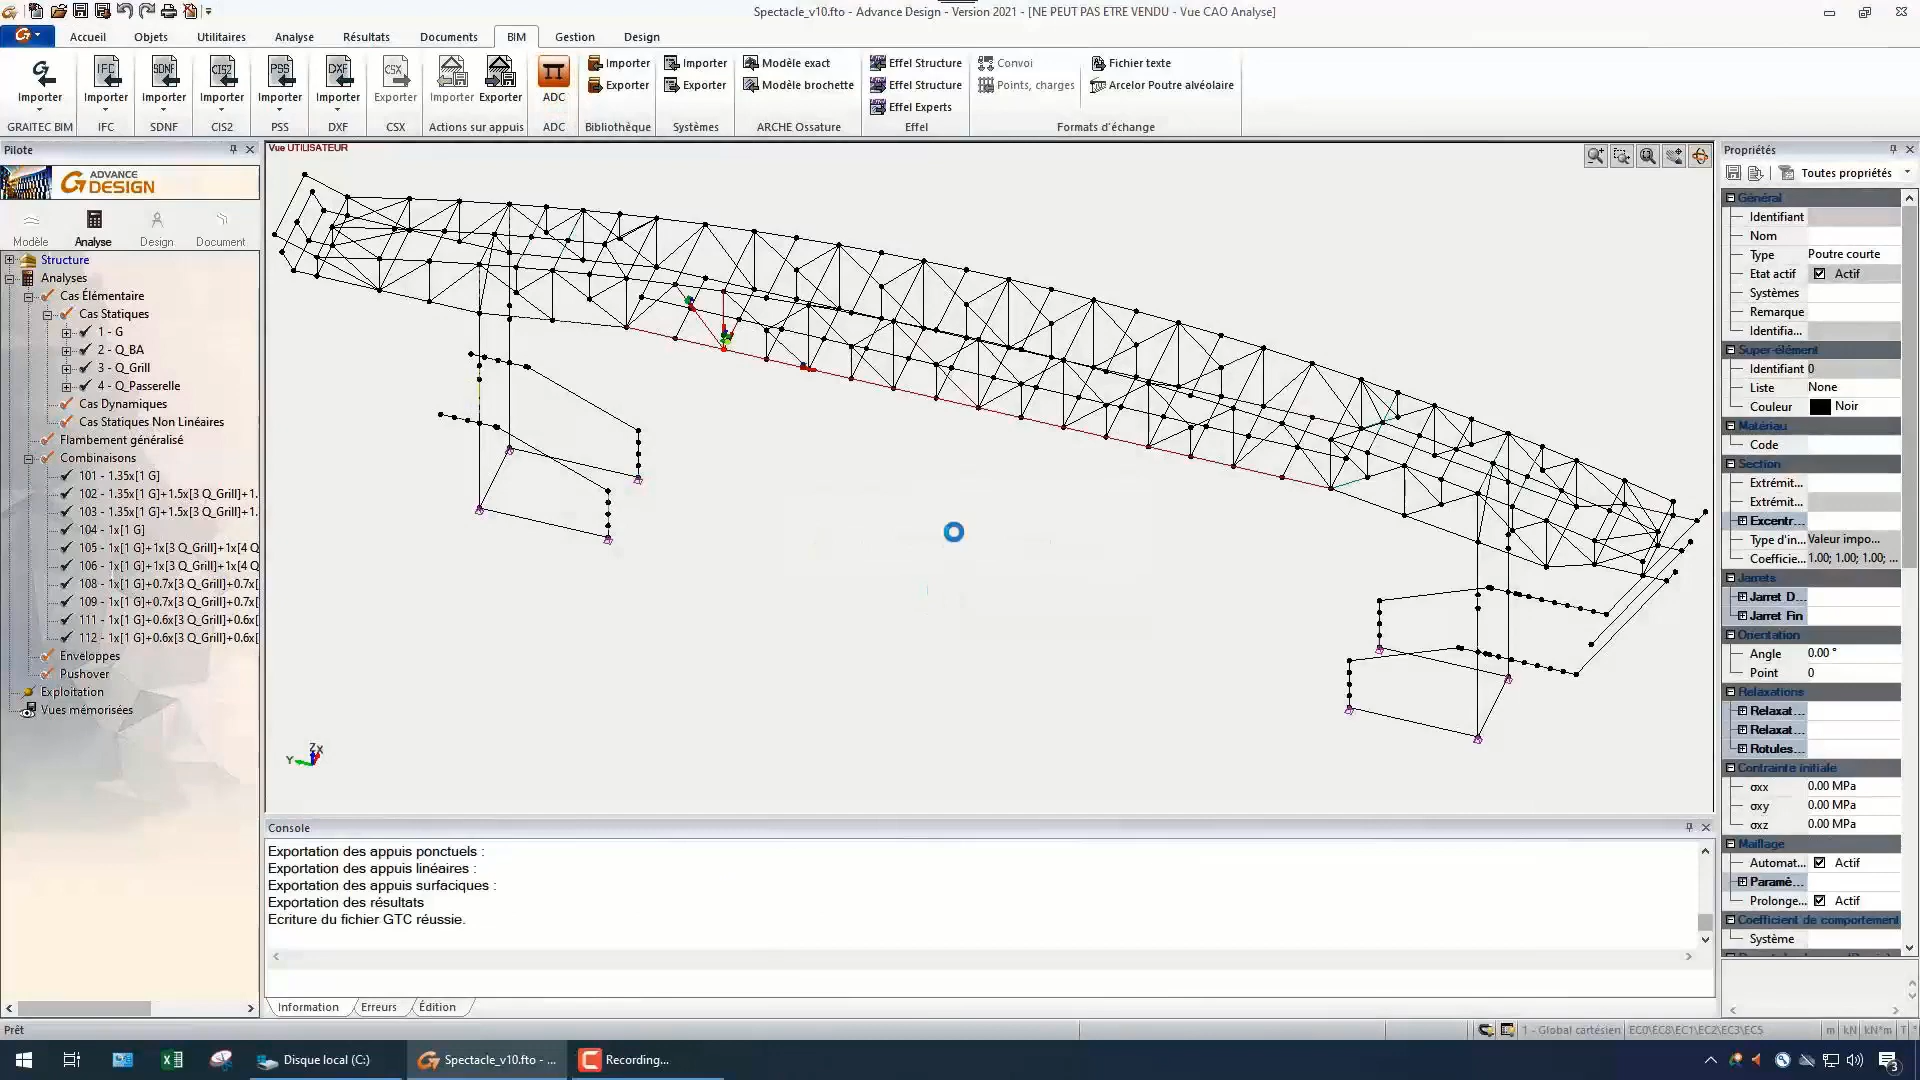 Spectacle_v10.fto - Advance Design - Version 2021 - [NE PEUT PAS ETRE VENDU - Vue CAO Analyse]
Accueil Objets Utilitaires Analyse Résultats Documents BIM Gestion Design
Importer Importer Importer Importer Importer Importer Exporter Importer Exporter ADC
IFC SDNF CIS2 PSS DXF CSX
Importer
Exporter
Importer
Exporter
Modèle exact
Modèle brochette
Effel Structure
Effel Structure
Effel Experts
Convoi
Points, charges
Fichier texte
Arcelor Poutre alvéolaire
GRAITEC BIM IFC SDNF CIS2 PSS DXF CSX Actions sur appuis ADC Bibliothèque Systèmes ARCHE Ossature Effel Formats d'échange
Pilote
ADVANCE
DESIGN
Modèle Analyse Design Document
Structure
Analyses
Cas Élémentaire
Cas Statiques
1 - G
2 - Q_BA
3 - Q_Grill
4 - Q_Passerelle
Cas Dynamiques
Cas Statiques Non Linéaires
Flambement généralisé
Combinaisons
101 - 1.35x[1 G]
102 - 1.35x[1 G]+1.5x[3 Q_Grill]+1.
103 - 1.35x[1 G]+1.5x[3 Q_Grill]+1.
104 - 1x[1 G]
105 - 1x[1 G]+1x[3 Q_Grill]+1x[4 Q
106 - 1x[1 G]+1x[3 Q_Grill]+1x[4 Q
108 - 1x[1 G]+0.7x[3 Q_Grill]+0.7x[
109 - 1x[1 G]+0.7x[3 Q_Grill]+0.7x[
111 - 1x[1 G]+0.6x[3 Q_Grill]+0.6x[
112 - 1x[1 G]+0.6x[3 Q_Grill]+0.6x[
Enveloppes
Pushover
Exploitation
Vues mémorisées
Vue UTILISATEUR
Z X
Y
Console
Exportation des appuis ponctuels :
Exportation des appuis linéaires :
Exportation des appuis surfaciques :
Exportation des résultats
Ecriture du fichier GTC réussie.
Information Erreurs Édition
Propriétés
Toutes propriétés
Général
Identifiant
Nom
Type Poutre courte
Etat actif Actif
Systèmes
Remarque
Identifia...
Super-élément
Identifiant 0
Liste None
Couleur Noir
Matériau
Code
Section
Extrémit...
Extrémit...
Excentr...
Type d'in... Valeur impo...
Coefficie... 1.00; 1.00; 1.00; ...
Jarrets
Jarret D...
Jarret Fin
Orientation
Angle 0.00 °
Point 0
Relaxations
Relaxat...
Relaxat...
Rotules...
Contrainte initiale
σxx 0.00 MPa
σxy 0.00 MPa
σxz 0.00 MPa
Maillage
Automat... Actif
Paramè...
Prolonge... Actif
Coefficient de comportement
Système
Prêt
1 - Global cartésien EC0\EC8\EC1\EC2\EC3\EC5 m kN kN*m T °
Disque local (C:) Spectacle_v10.fto - ... Recording...
3